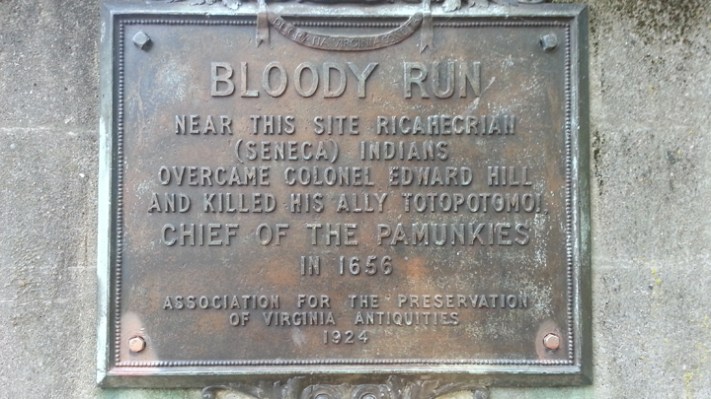 BLOODY RUN
NEAR THIS SITE RICAHECRIAN
(SENECA) INDIANS
OVERCAME COLONEL EDWARD HILL
AND KILLED HIS ALLY TOTOPOTOMOI
CHIEF OF THE PAMUNKIES
IN 1656
ASSOCIATION FOR THE PRESERVATION
OF VIRGINIA ANTIQUITIES
1924